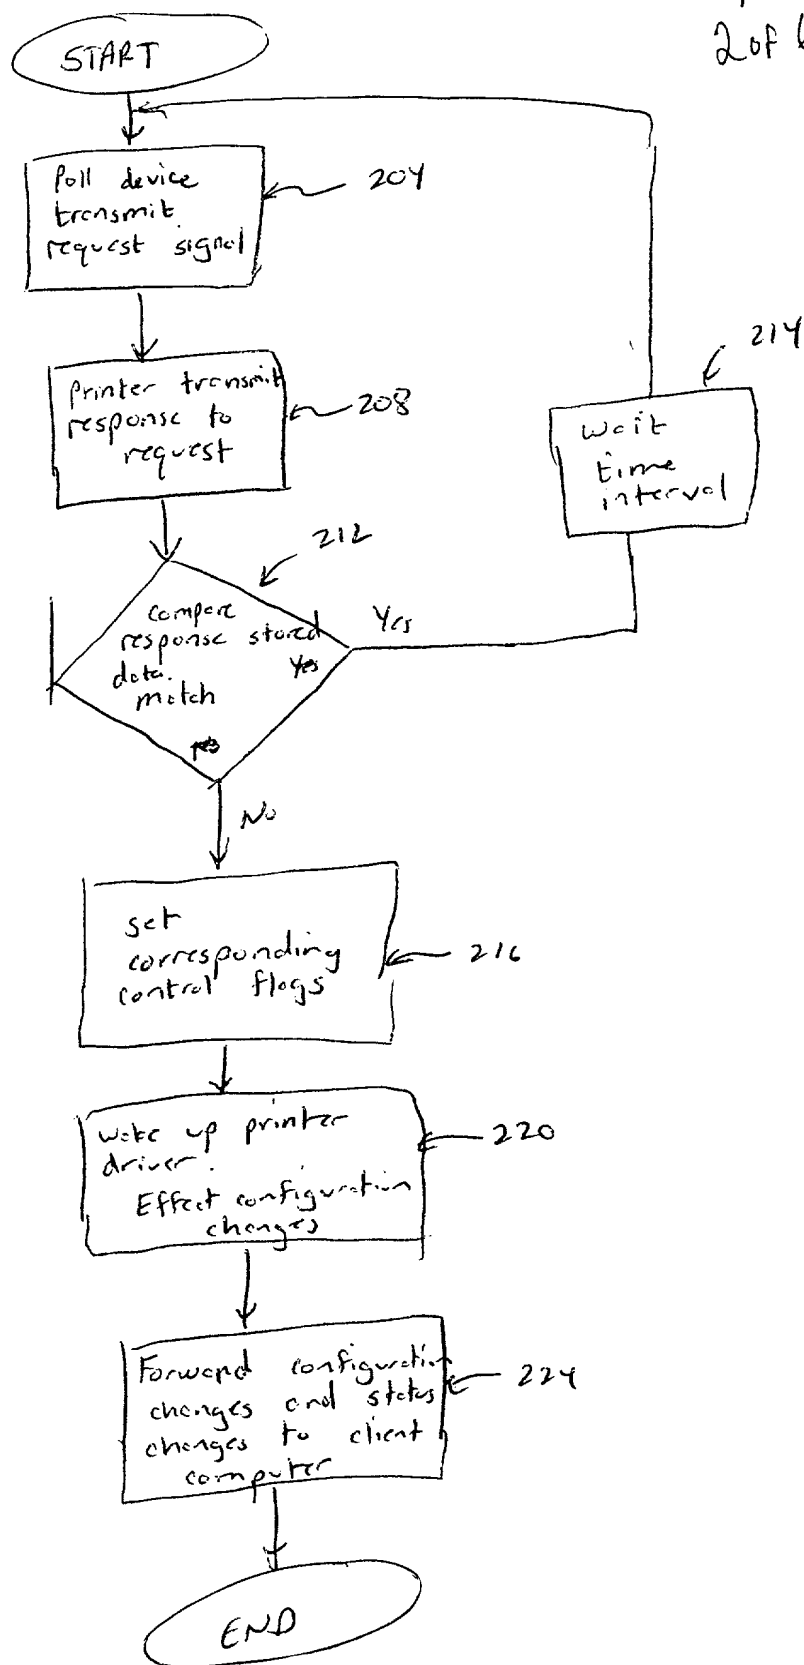 2 of 6
START
Poll device
transmit
request signal
204
Printer transmit
response to
request
208
214
Wait
time
interval
212
compare
response stored
data.
match
Yes
Yes
No
set
corresponding
control flags
216
Wake up printer
driver.
Effect configuration
changes
220
Forward configuration
changes and status
changes to client
computer
224
END